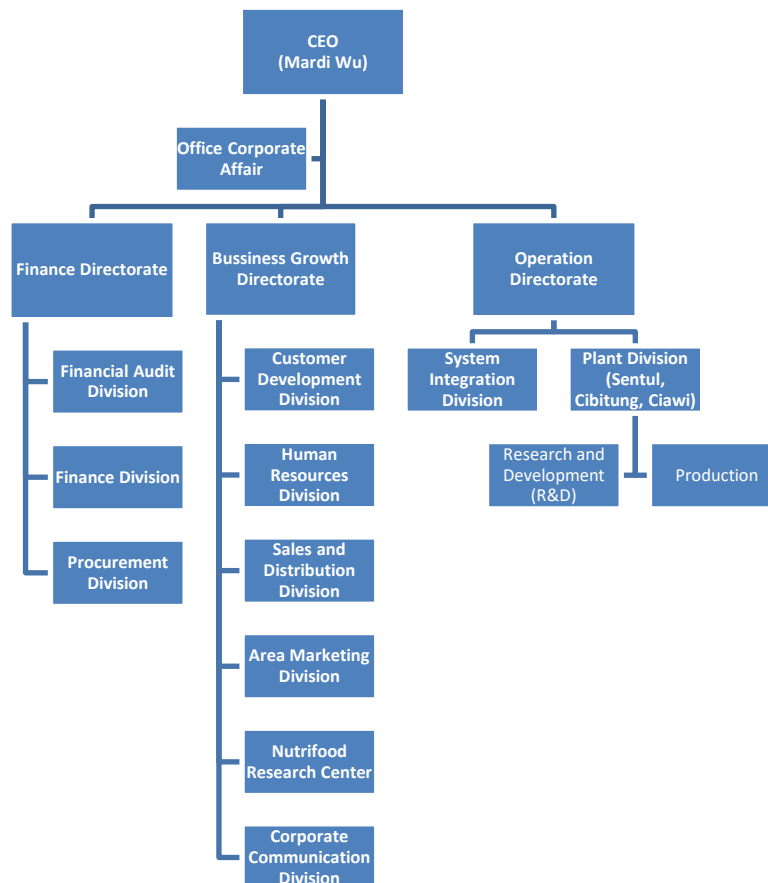 CEO
(Mardi Wu)
Office Corporate
Affair
Finance Directorate
Bussiness Growth
Directorate
Operation
Directorate
Financial Audit
Division
Finance Division
Procurement
Division
Customer
Development
Division
Human
Resources
Division
Sales and
Distribution
Division
Area Marketing
Division
Nutrifood
Research Center
Corporate
Communication
Division
System
Integration
Division
Plant Division
(Sentul,
Cibitung, Ciawi)
Research and
Development
(R&D)
Production